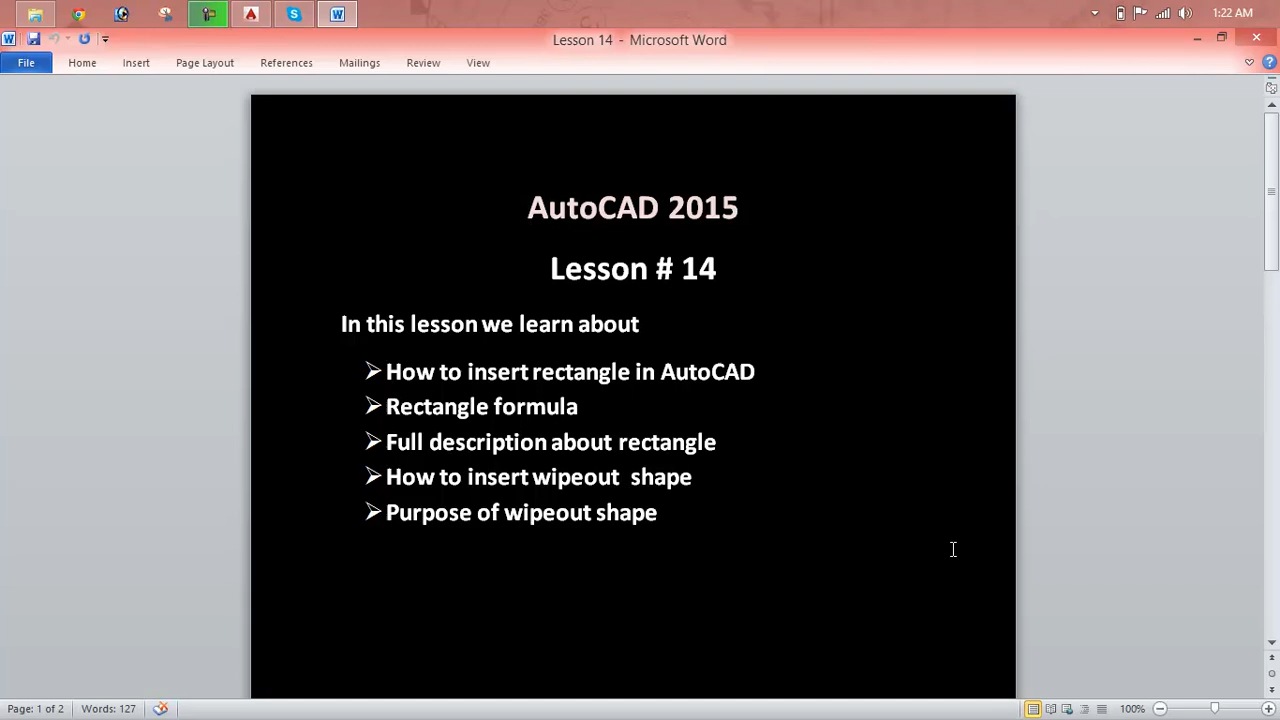 1:22 AM
Lesson 14 - Microsoft Word
File Home Insert Page Layout References Mailings Review View
AutoCAD 2015
Lesson # 14
In this lesson we learn about
How to insert rectangle in AutoCAD
Rectangle formula
Full description about rectangle
How to insert wipeout shape
Purpose of wipeout shape
Page: 1 of 2 Words: 127 100%